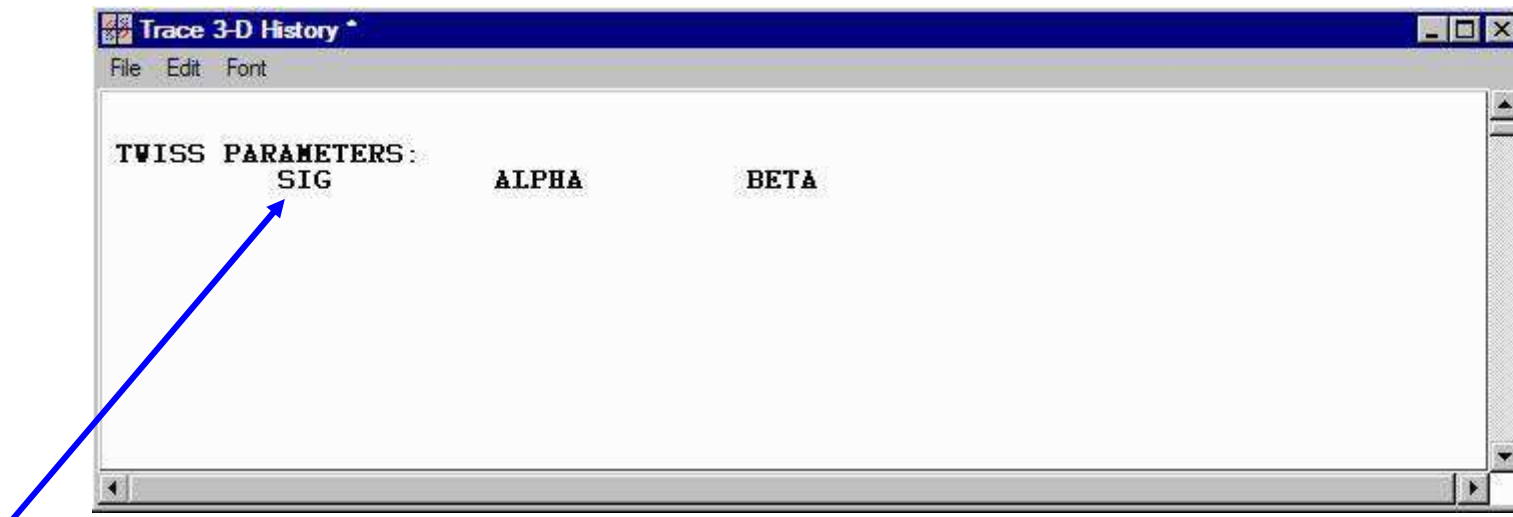 Trace 3-D History *
File Edit Font
TWISS PARAMETERS:
SIG ALPHA BETA